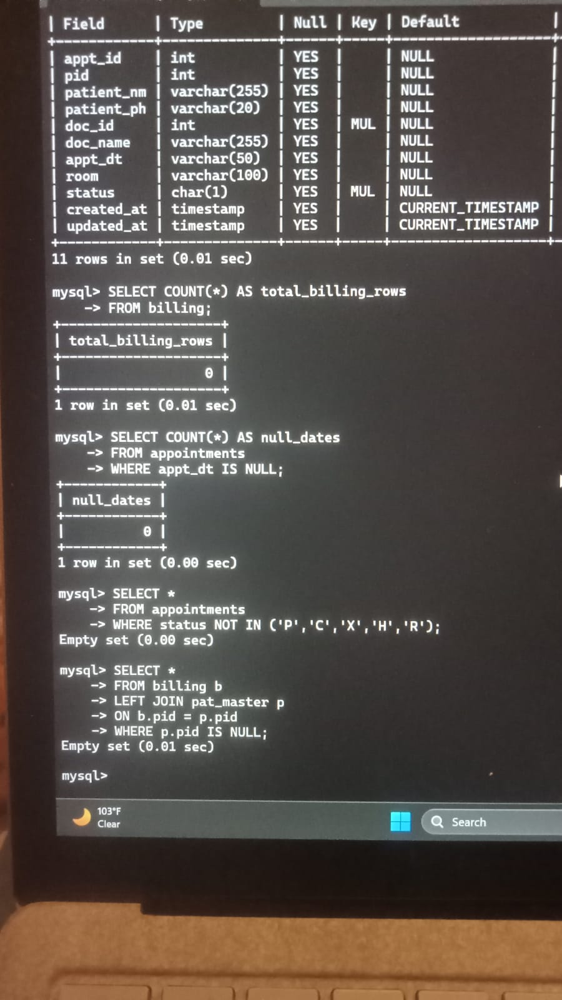 | Field | Type | Null | Key | Default |
+------------+--------------+------+-----+-------------------+
| appt_id | int | YES | | NULL |
| pid | int | YES | | NULL |
| patient_nm | varchar(255) | YES | | NULL |
| patient_ph | varchar(20) | YES | | NULL |
| doc_id | int | YES | MUL | NULL |
| doc_name | varchar(255) | YES | | NULL |
| appt_dt | varchar(50) | YES | | NULL |
| room | varchar(100) | YES | | NULL |
| status | char(1) | YES | MUL | NULL |
| created_at | timestamp | YES | | CURRENT_TIMESTAMP |
| updated_at | timestamp | YES | | CURRENT_TIMESTAMP |
+------------+--------------+------+-----+-------------------+
11 rows in set (0.01 sec)
mysql> SELECT COUNT(*) AS total_billing_rows
-> FROM billing;
+--------------------+
| total_billing_rows |
+--------------------+
| 0 |
+--------------------+
1 row in set (0.01 sec)
mysql> SELECT COUNT(*) AS null_dates
-> FROM appointments
-> WHERE appt_dt IS NULL;
+------------+
| null_dates |
+------------+
| 0 |
+------------+
1 row in set (0.00 sec)
mysql> SELECT *
-> FROM appointments
-> WHERE status NOT IN ('P','C','X','H','R');
Empty set (0.00 sec)
mysql> SELECT *
-> FROM billing b
-> LEFT JOIN pat_master p
-> ON b.pid = p.pid
-> WHERE p.pid IS NULL;
Empty set (0.01 sec)
mysql>
103°F
Clear
Search